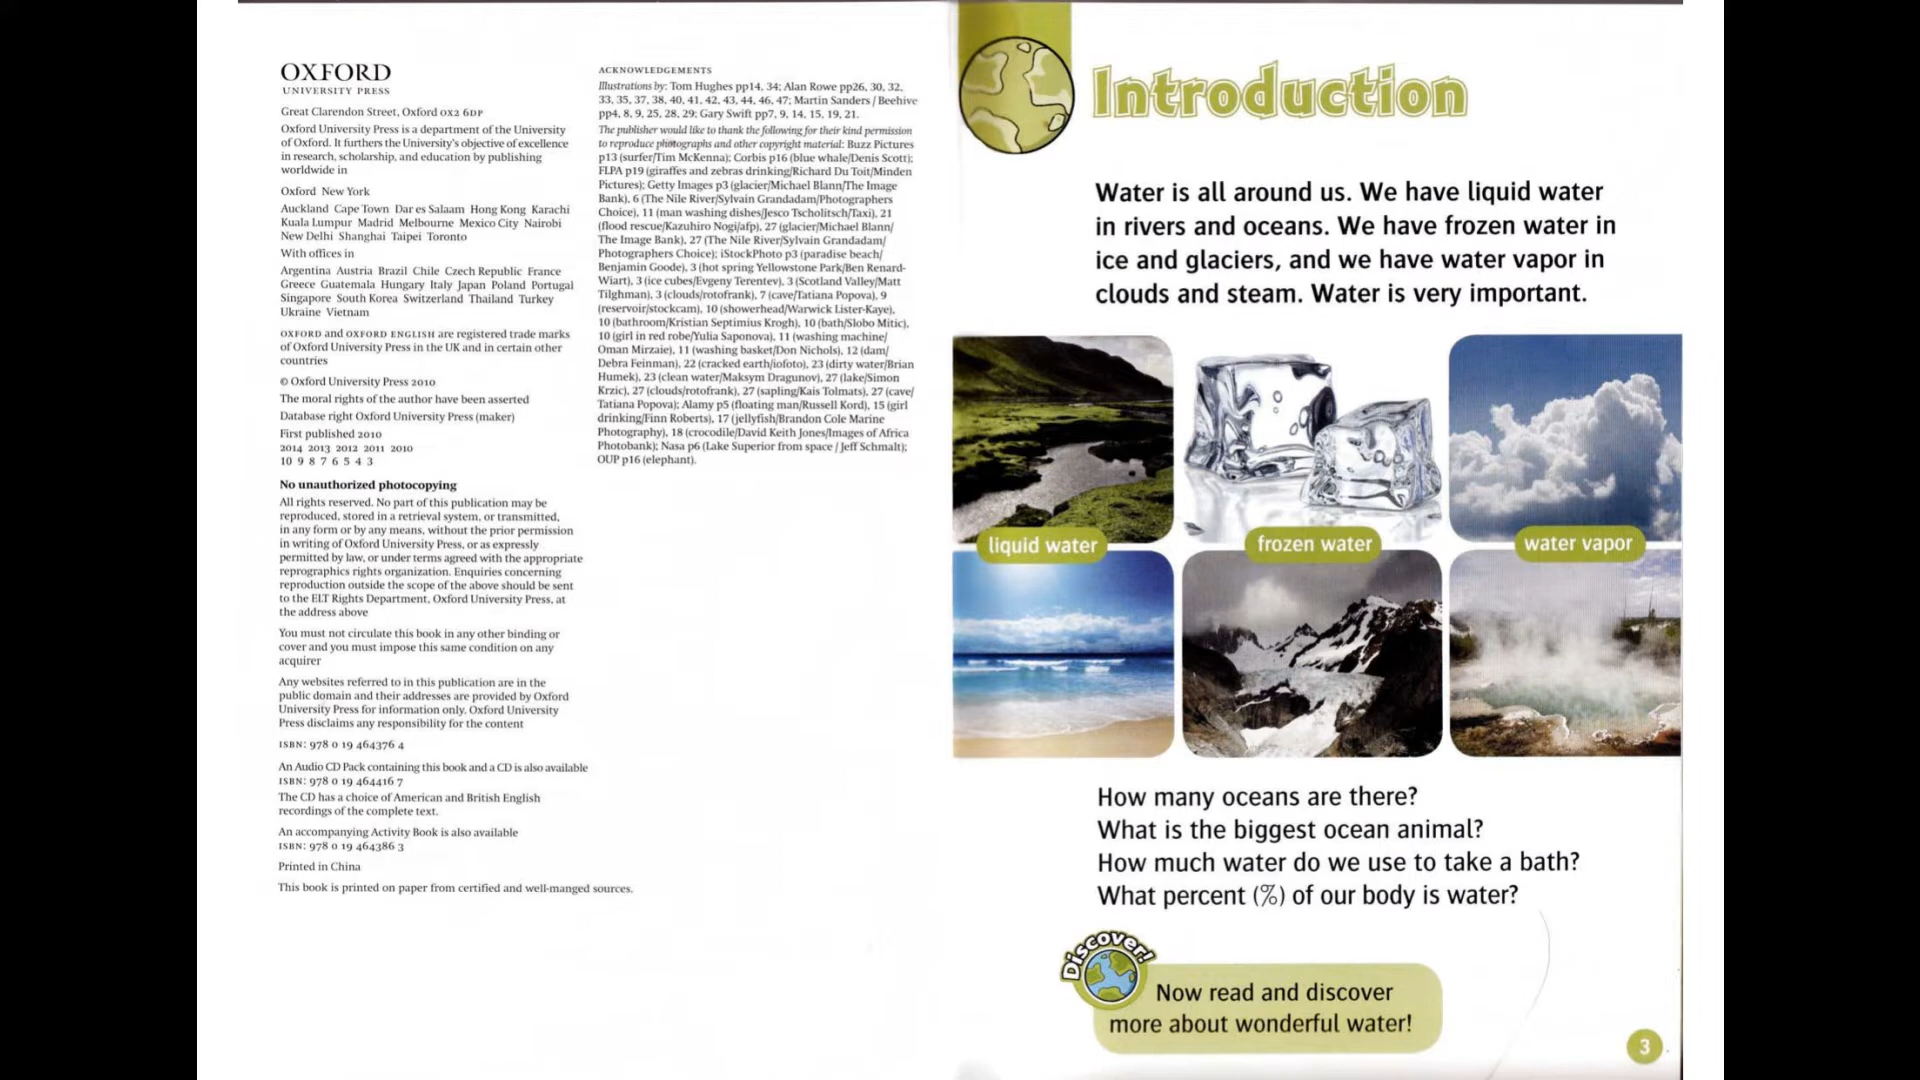 OXFORD
UNIVERSITY PRESS
Great Clarendon Street, Oxford OX2 6DP
Oxford University Press is a department of the University
of Oxford. It furthers the University's objective of excellence
in research, scholarship, and education by publishing
worldwide in
Oxford New York
Auckland Cape Town Dar es Salaam Hong Kong Karachi
Kuala Lumpur Madrid Melbourne Mexico City Nairobi
New Delhi Shanghai Taipei Toronto
With offices in
Argentina Austria Brazil Chile Czech Republic France
Greece Guatemala Hungary Italy Japan Poland Portugal
Singapore South Korea Switzerland Thailand Turkey
Ukraine Vietnam
OXFORD and OXFORD ENGLISH are registered trade marks
of Oxford University Press in the UK and in certain other
countries
© Oxford University Press 2010
The moral rights of the author have been asserted
Database right Oxford University Press (maker)
First published 2010
2014 2013 2012 2011 2010
10 9 8 7 6 5 4 3
No unauthorized photocopying
All rights reserved. No part of this publication may be
reproduced, stored in a retrieval system, or transmitted,
in any form or by any means, without the prior permission
in writing of Oxford University Press, or as expressly
permitted by law, or under terms agreed with the appropriate
reprographics rights organization. Enquiries concerning
reproduction outside the scope of the above should be sent
to the ELT Rights Department, Oxford University Press, at
the address above
You must not circulate this book in any other binding or
cover and you must impose this same condition on any
acquirer
Any websites referred to in this publication are in the
public domain and their addresses are provided by Oxford
University Press for information only. Oxford University
Press disclaims any responsibility for the content
ISBN: 978 0 19 464376 4
An Audio CD Pack containing this book and a CD is also available
ISBN: 978 0 19 464416 7
The CD has a choice of American and British English
recordings of the complete text.
An accompanying Activity Book is also available
ISBN: 978 0 19 464386 3
Printed in China
This book is printed on paper from certified and well-manged sources.
ACKNOWLEDGEMENTS
Illustrations by: Tom Hughes pp14, 34; Alan Rowe pp26, 30, 32,
33, 35, 37, 38, 40, 41, 42, 43, 44, 46, 47; Martin Sanders / Beehive
pp4, 8, 9, 25, 28, 29; Gary Swift pp7, 9, 14, 15, 19, 21.
The publisher would like to thank the following for their kind permission
to reproduce photographs and other copyright material: Buzz Pictures
p13 (surfer/Tim McKenna); Corbis p16 (blue whale/Denis Scott);
FLPA p19 (giraffes and zebras drinking/Richard Du Toit/Minden
Pictures); Getty Images p3 (glacier/Michael Blann/The Image
Bank), 6 (The Nile River/Sylvain Grandadam/Photographers
Choice), 11 (man washing dishes/Jesco Tscholitsch/Taxi), 21
(flood rescue/Kazuhiro Nogi/afp), 27 (glacier/Michael Blann/
The Image Bank), 27 (The Nile River/Sylvain Grandadam/
Photographers Choice); iStockPhoto p3 (paradise beach/
Benjamin Goode), 3 (hot spring Yellowstone Park/Ben Renard-
Wiart), 3 (ice cubes/Evgeny Terentev), 3 (Scotland Valley/Matt
Tilghman), 3 (clouds/rotofrank), 7 (cave/Tatiana Popova), 9
(reservoir/stockcam), 10 (showerhead/Warwick Lister-Kaye),
10 (bathroom/Kristian Septimius Krogh), 10 (bath/Slobo Mitic),
10 (girl in red robe/Yulia Saponova), 11 (washing machine/
Oman Mirzaie), 11 (washing basket/Don Nichols), 12 (dam/
Debra Feinman), 22 (cracked earth/iofoto), 23 (dirty water/Brian
Humek), 23 (clean water/Maksym Dragunov), 27 (lake/Simon
Krzic), 27 (clouds/rotofrank), 27 (sapling/Kais Tolmats), 27 (cave/
Tatiana Popova); Alamy p5 (floating man/Russell Kord), 15 (girl
drinking/Finn Roberts), 17 (jellyfish/Brandon Cole Marine
Photography), 18 (crocodile/David Keith Jones/Images of Africa
Photobank); Nasa p6 (Lake Superior from space / Jeff Schmalt);
OUP p16 (elephant).
Introduction
Water is all around us. We have liquid water
in rivers and oceans. We have frozen water in
ice and glaciers, and we have water vapor in
clouds and steam. Water is very important.
liquid water
frozen water
water vapor
How many oceans are there?
What is the biggest ocean animal?
How much water do we use to take a bath?
What percent (%) of our body is water?
Discover!
Now read and discover
more about wonderful water!
3